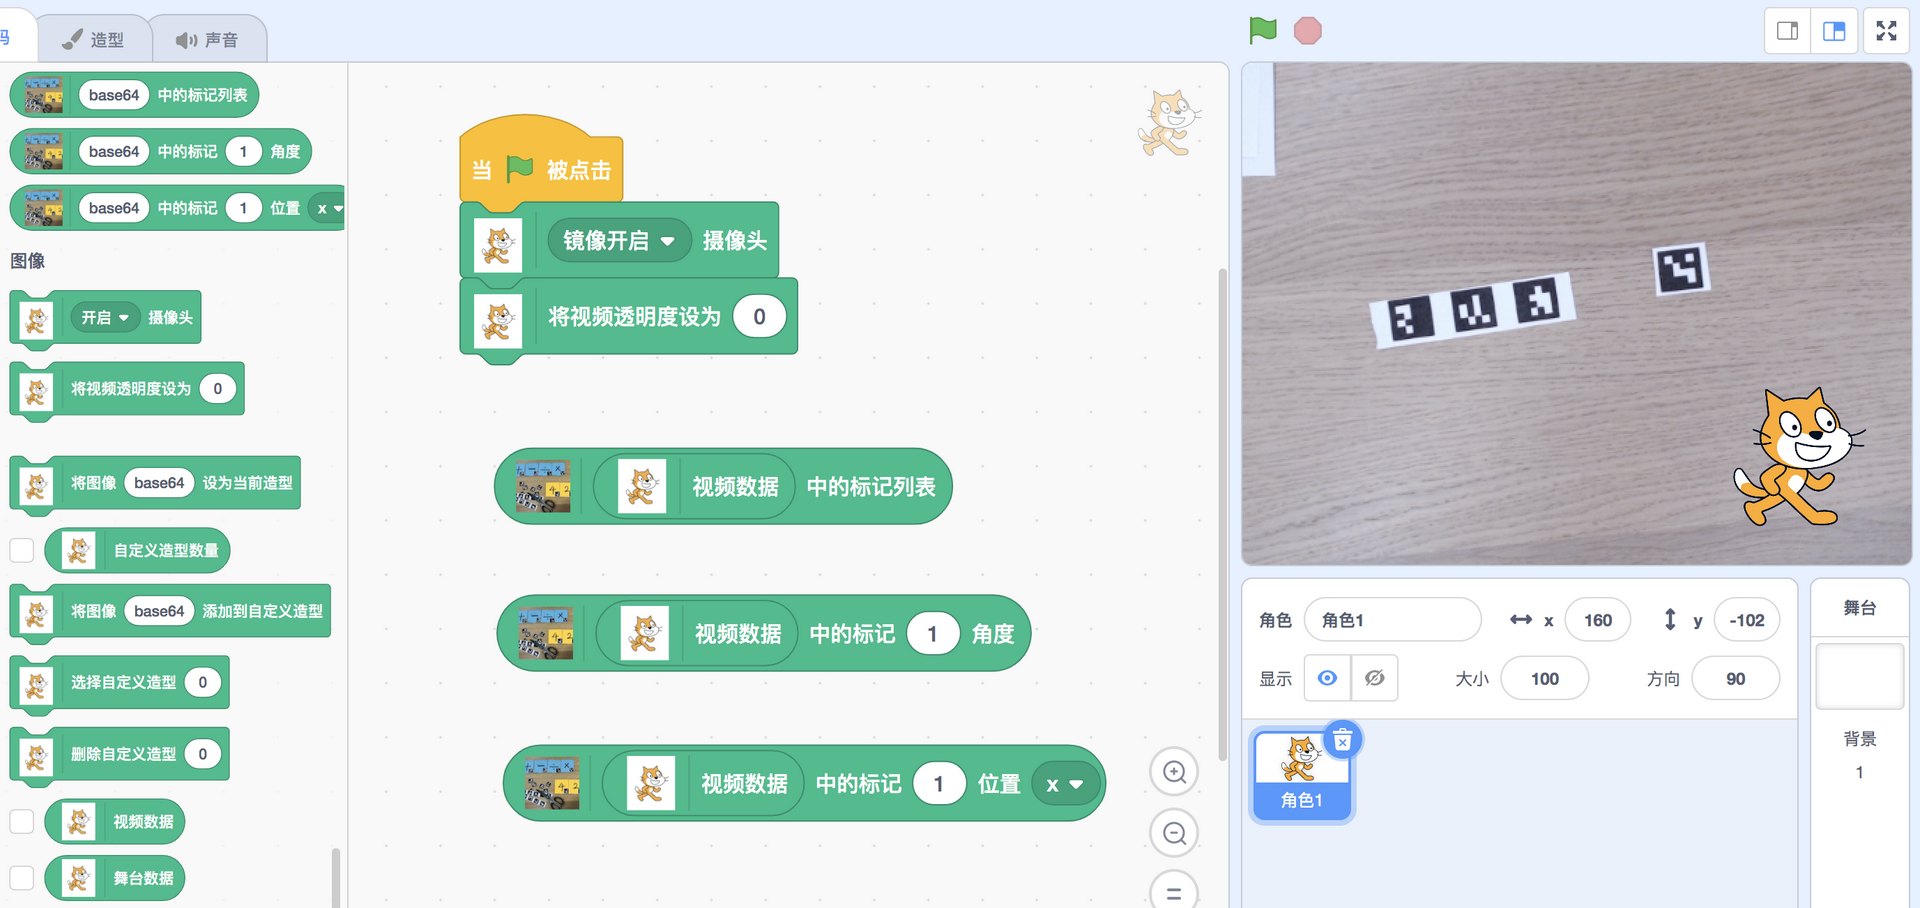 码
造型
声音
base64 中的标记列表
base64 中的标记 1 角度
base64 中的标记 1 位置 x
图像
开启 摄像头
将视频透明度设为 0
将图像 base64 设为当前造型
自定义造型数量
将图像 base64 添加到自定义造型
选择自定义造型 0
删除自定义造型 0
视频数据
舞台数据
当 被点击
镜像开启 摄像头
将视频透明度设为 0
视频数据 中的标记列表
视频数据 中的标记 1 角度
视频数据 中的标记 1 位置 x
角色 角色1 x 160 y -102
显示 大小 100 方向 90
角色1
舞台
背景
1